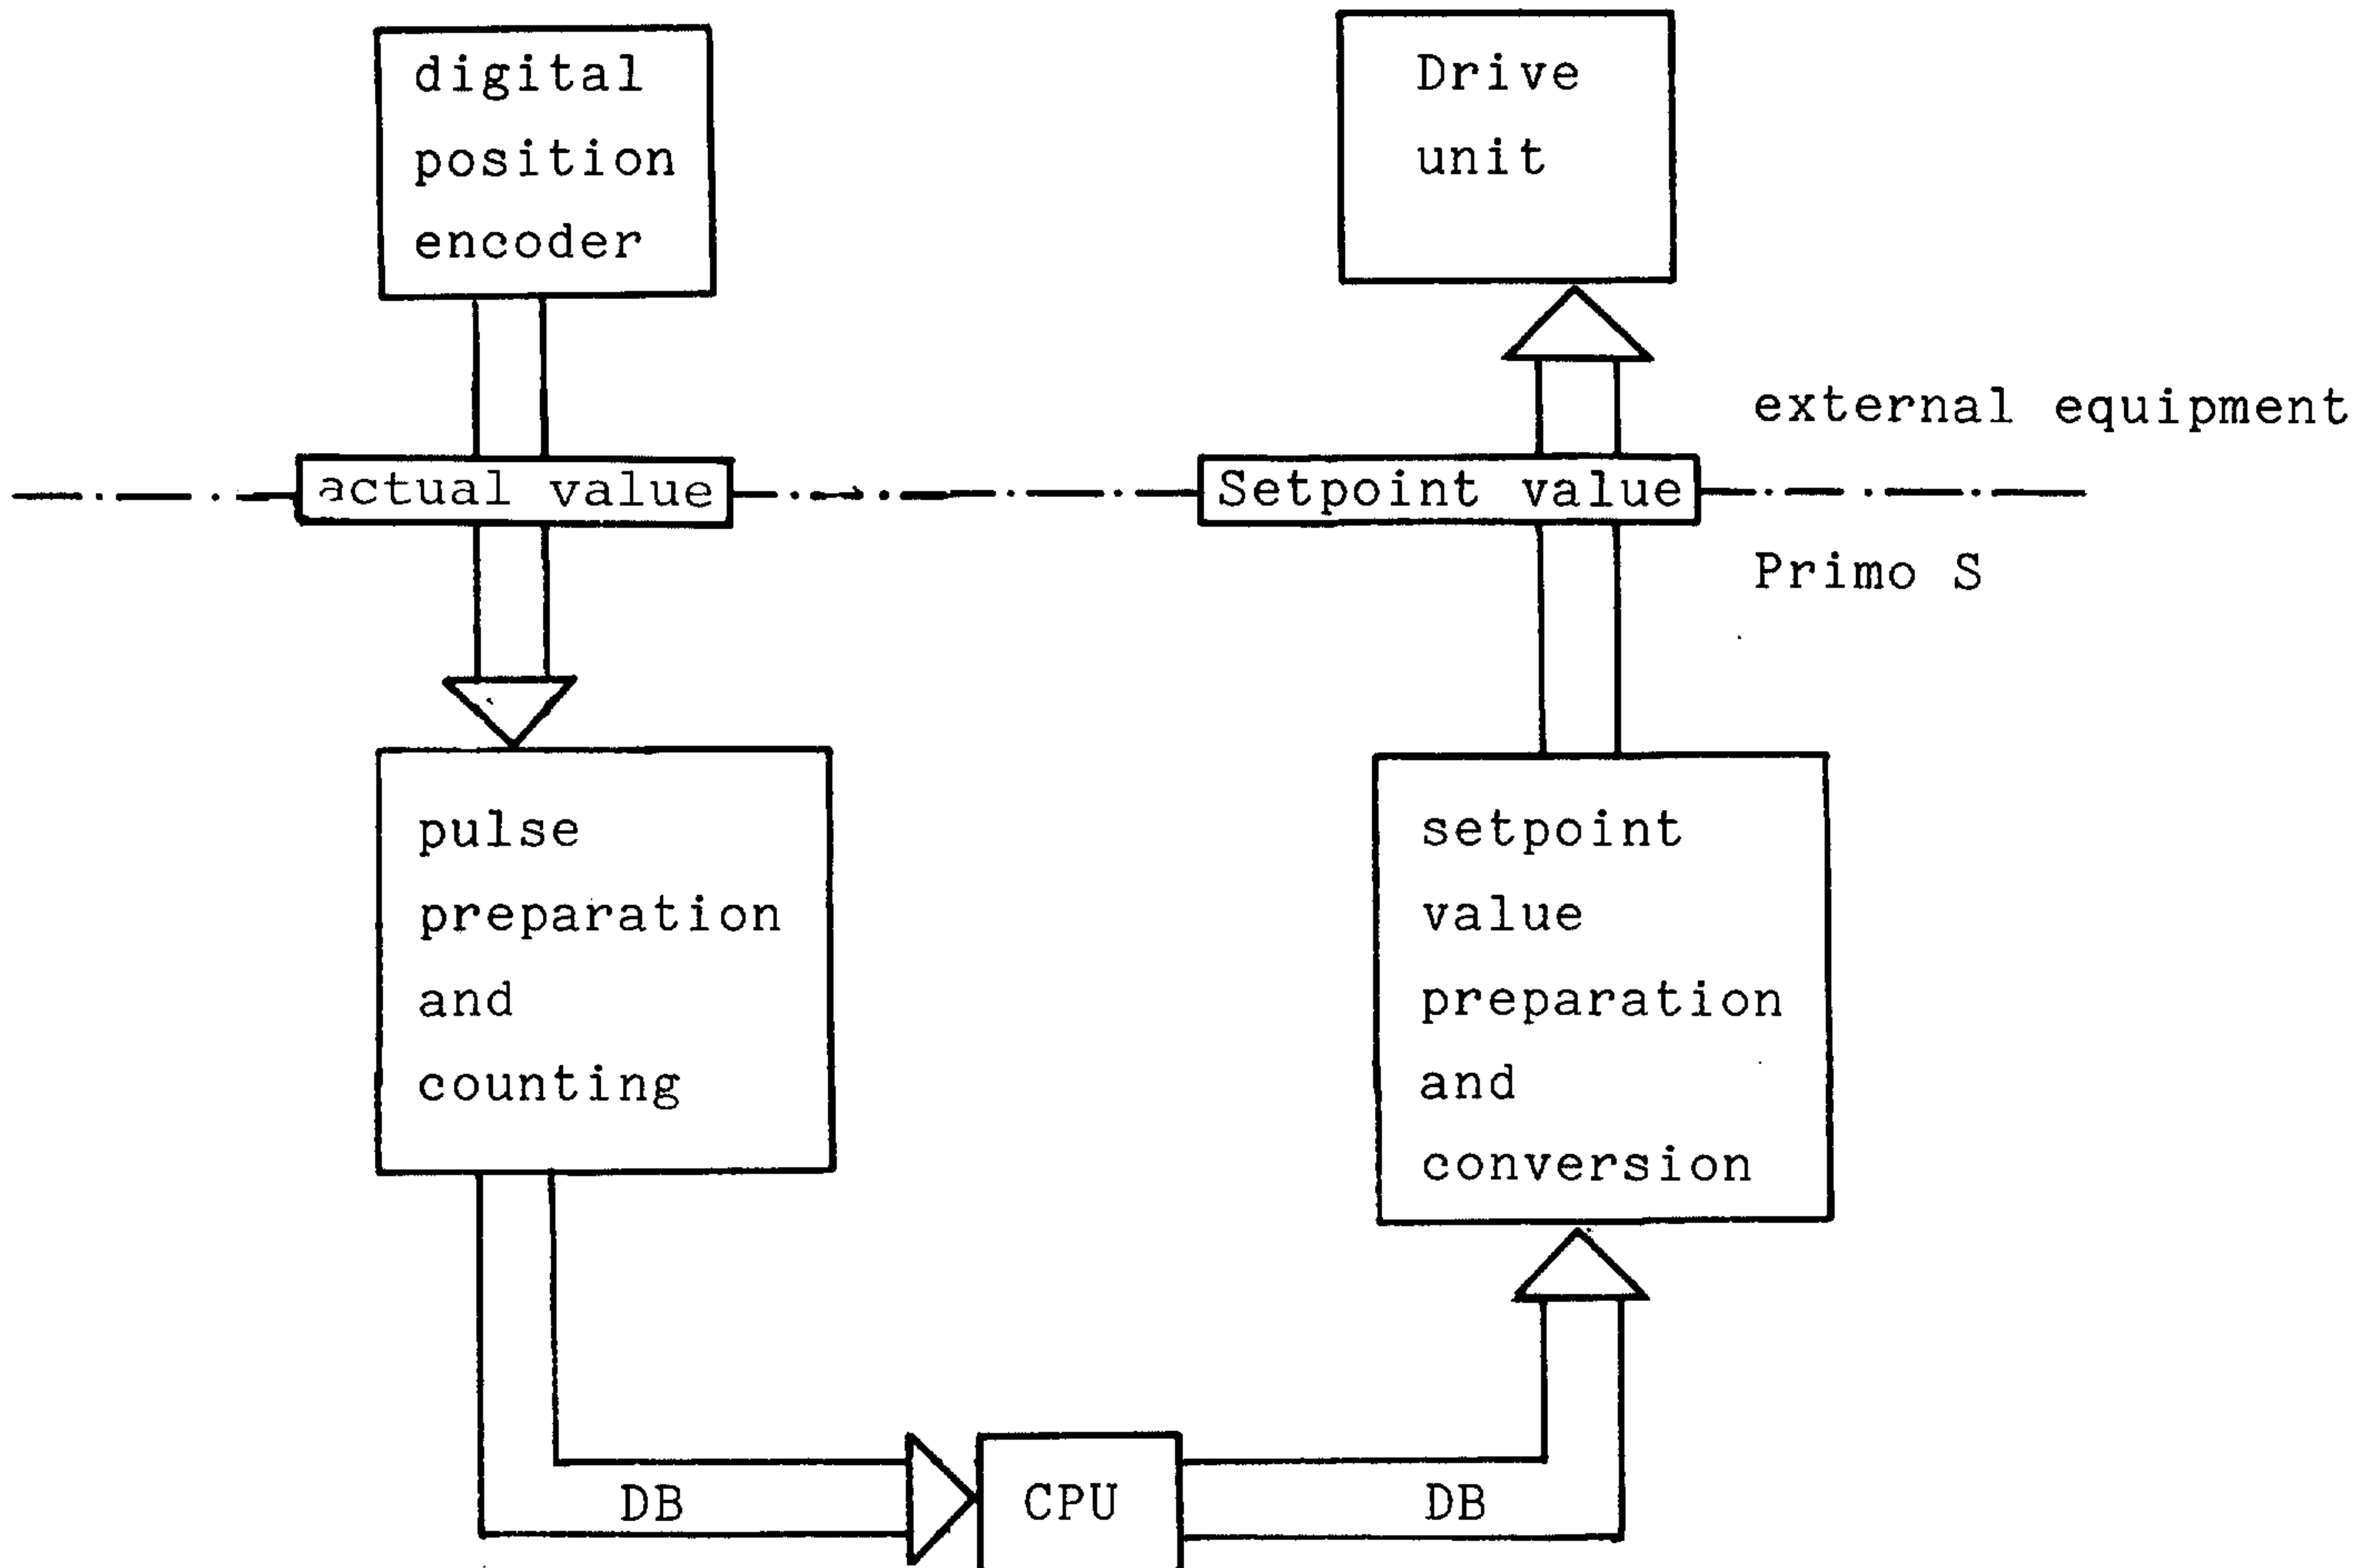 digital
position
encoder
Drive
unit
external equipment
actual value
Setpoint value
Primo S
pulse
preparation
and
counting
setpoint
value
preparation
and
conversion
DB
CPU
DB